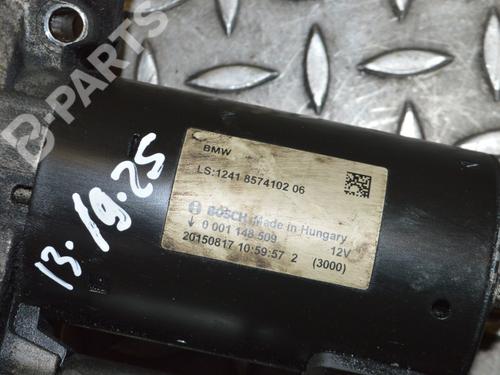 B-PARTS
BMW
LS:1241 8574102 06
BOSCH Made in Hungary
0 001 148 509 12V
20150817 10:59:57 2 (3000)
13.19.25